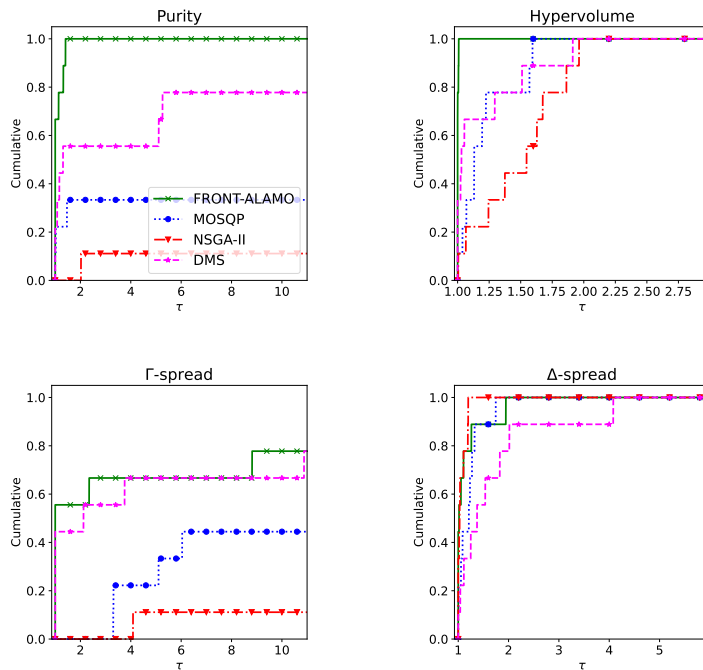 Purity
Cumulative
1.0
0.8
0.6
0.4
0.2
0.0
2 4 6 8 10
τ
FRONT-ALAMO
MOSQP
NSGA-II
DMS
Hypervolume
Cumulative
1.0
0.8
0.6
0.4
0.2
0.0
1.00 1.25 1.50 1.75 2.00 2.25 2.50 2.75
τ
Γ-spread
Cumulative
1.0
0.8
0.6
0.4
0.2
0.0
2 4 6 8 10
τ
Δ-spread
Cumulative
1.0
0.8
0.6
0.4
0.2
0.0
1 2 3 4 5
τ